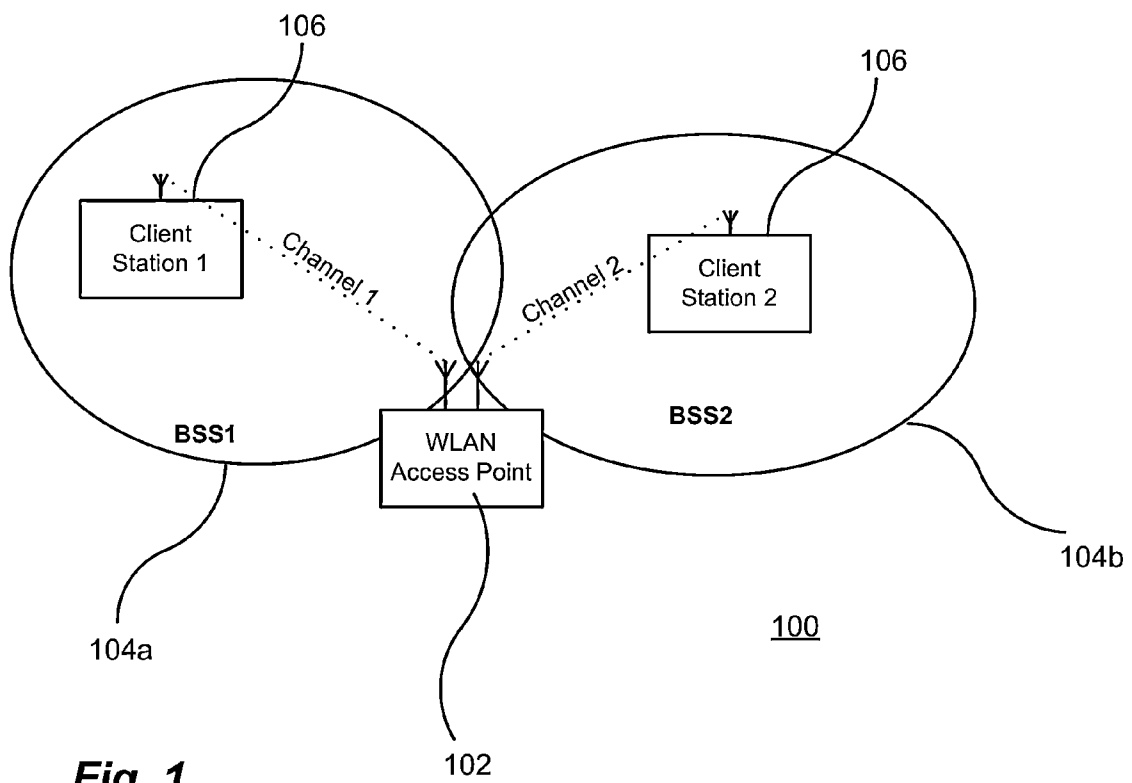 106
106
Client
Station 1
Channel 1
Channel 2
Client
Station 2
BSS1
BSS2
WLAN
Access Point
104b
100
104a
102
Fig. 1